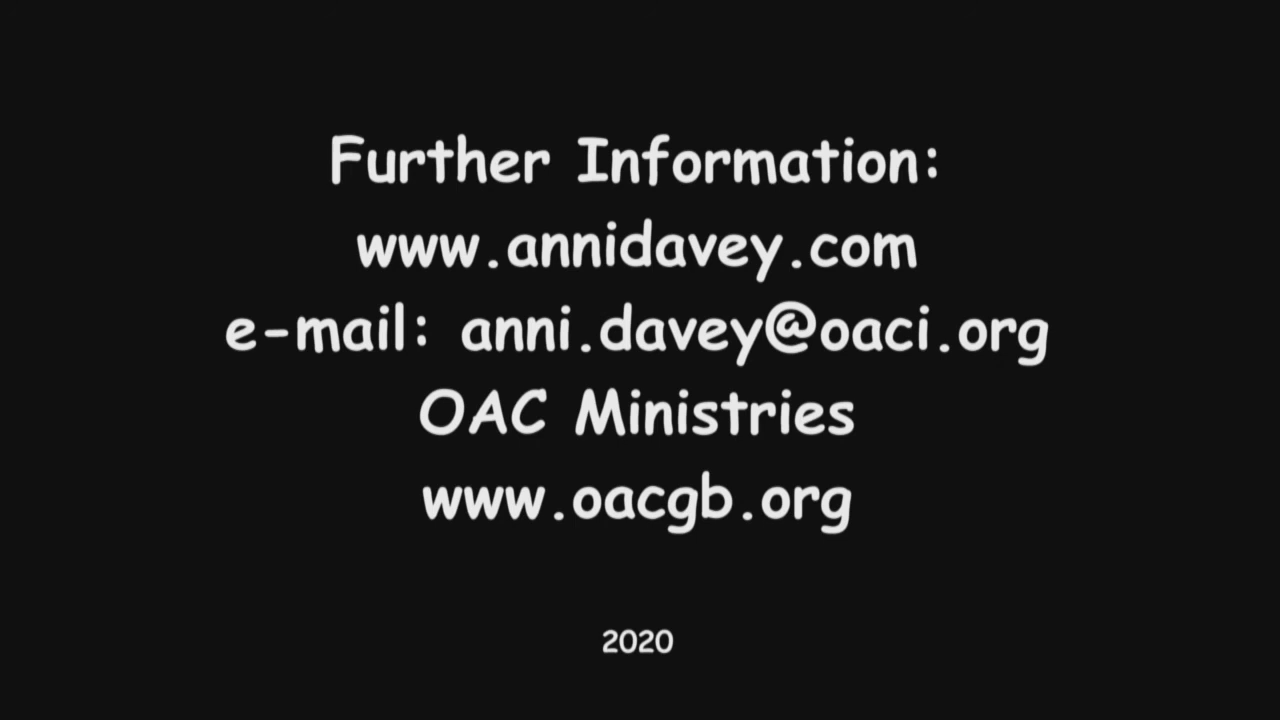 Further Information:
www.annidavey.com
e-mail: anni.davey@oaci.org
OAC Ministries
www.oacgb.org
2020